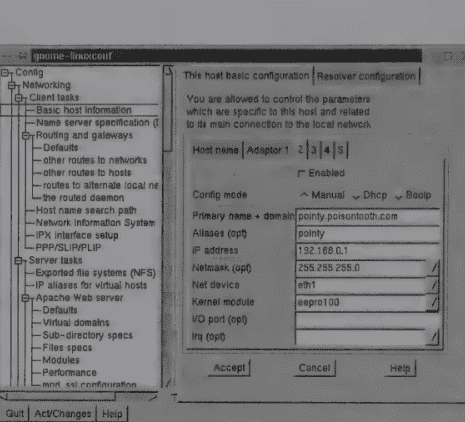 gnome-linuxconf
Config
Networking
Client tasks
Basic host information
Name server specification (
Routing and gateways
Defaults
other routes to networks
other routes to hosts
routes to alternate local ne
the routed daemon
Host name search path
Network Information System
IPX interface setup
PPP/SLIP/PLIP
Server tasks
Exported file systems (NFS)
IP aliases for virtual hosts
Apache Web server
Defaults
Virtual domains
Sub-directory specs
Files specs
Modules
Performance
mod_ssl configuration
Quit Act/Changes Help
This host basic configuration Resolver configuration
You are allowed to control the parameters
which are specific to this host and related
to its main connection to the local network
Host name Adaptor 1 2 3 4 5
Enabled
Config mode Manual Dhcp Bootp
Primary name + domain pointy.poisontooth.com
Aliases (opt) pointy
IP address 192.168.0.1
Netmask (opt) 255.255.255.0
Net device eth1
Kernel module eepro100
I/O port (opt)
Irq (opt)
Accept Cancel Help